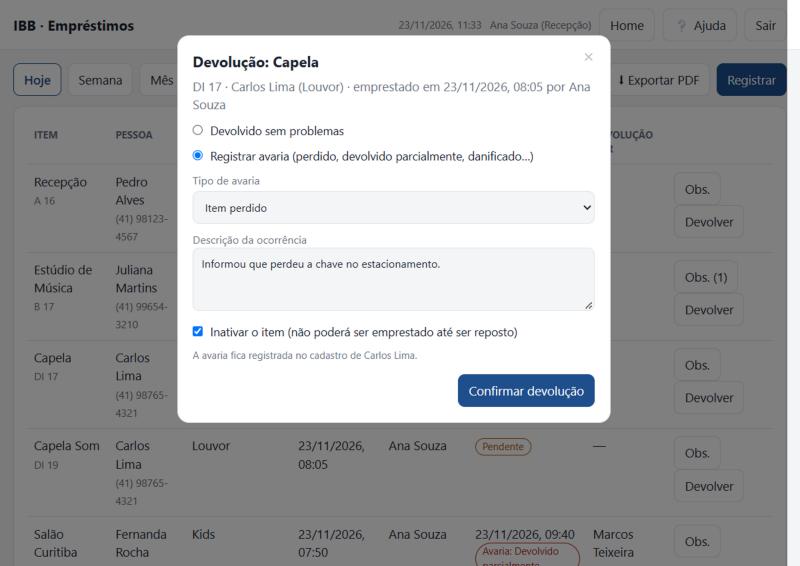 IBB · Empréstimos
23/11/2026, 11:33 Ana Souza (Recepção) Home ❔ Ajuda Sair
Hoje Semana Mês ⬇ Exportar PDF Registrar
Devolução: Capela ×
DI 17 · Carlos Lima (Louvor) · emprestado em 23/11/2026, 08:05 por Ana
Souza
Devolvido sem problemas
Registrar avaria (perdido, devolvido parcialmente, danificado...)
Tipo de avaria
Item perdido
Descrição da ocorrência
Informou que perdeu a chave no estacionamento.
Inativar o item (não poderá ser emprestado até ser reposto)
A avaria fica registrada no cadastro de Carlos Lima.
Confirmar devolução
ITEM PESSOA
Recepção Pedro Obs.
A 16 Alves
(41) 98123- Devolver
4567
Estúdio de Juliana Obs. (1)
Música Martins
B 17 (41) 99654- Devolver
3210
Capela Carlos Obs.
DI 17 Lima
(41) 98765- Devolver
4321
Capela Som Carlos Louvor 23/11/2026, Ana Souza Pendente — Obs.
DI 19 Lima 08:05
(41) 98765- Devolver
4321
Salão Fernanda Kids 23/11/2026, Ana Souza 23/11/2026, 09:40 Marcos Obs.
Curitiba Rocha 07:50 Avaria: Devolvido Teixeira
parcialmente